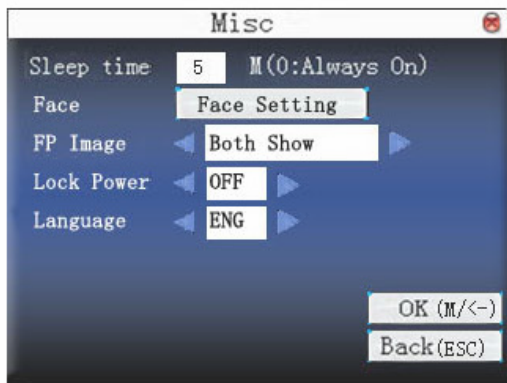 Misc
Sleep time 5 M(0:Always On)
Face Face Setting
FP Image Both Show
Lock Power OFF
Language ENG
OK (M/<-)
Back(ESC)